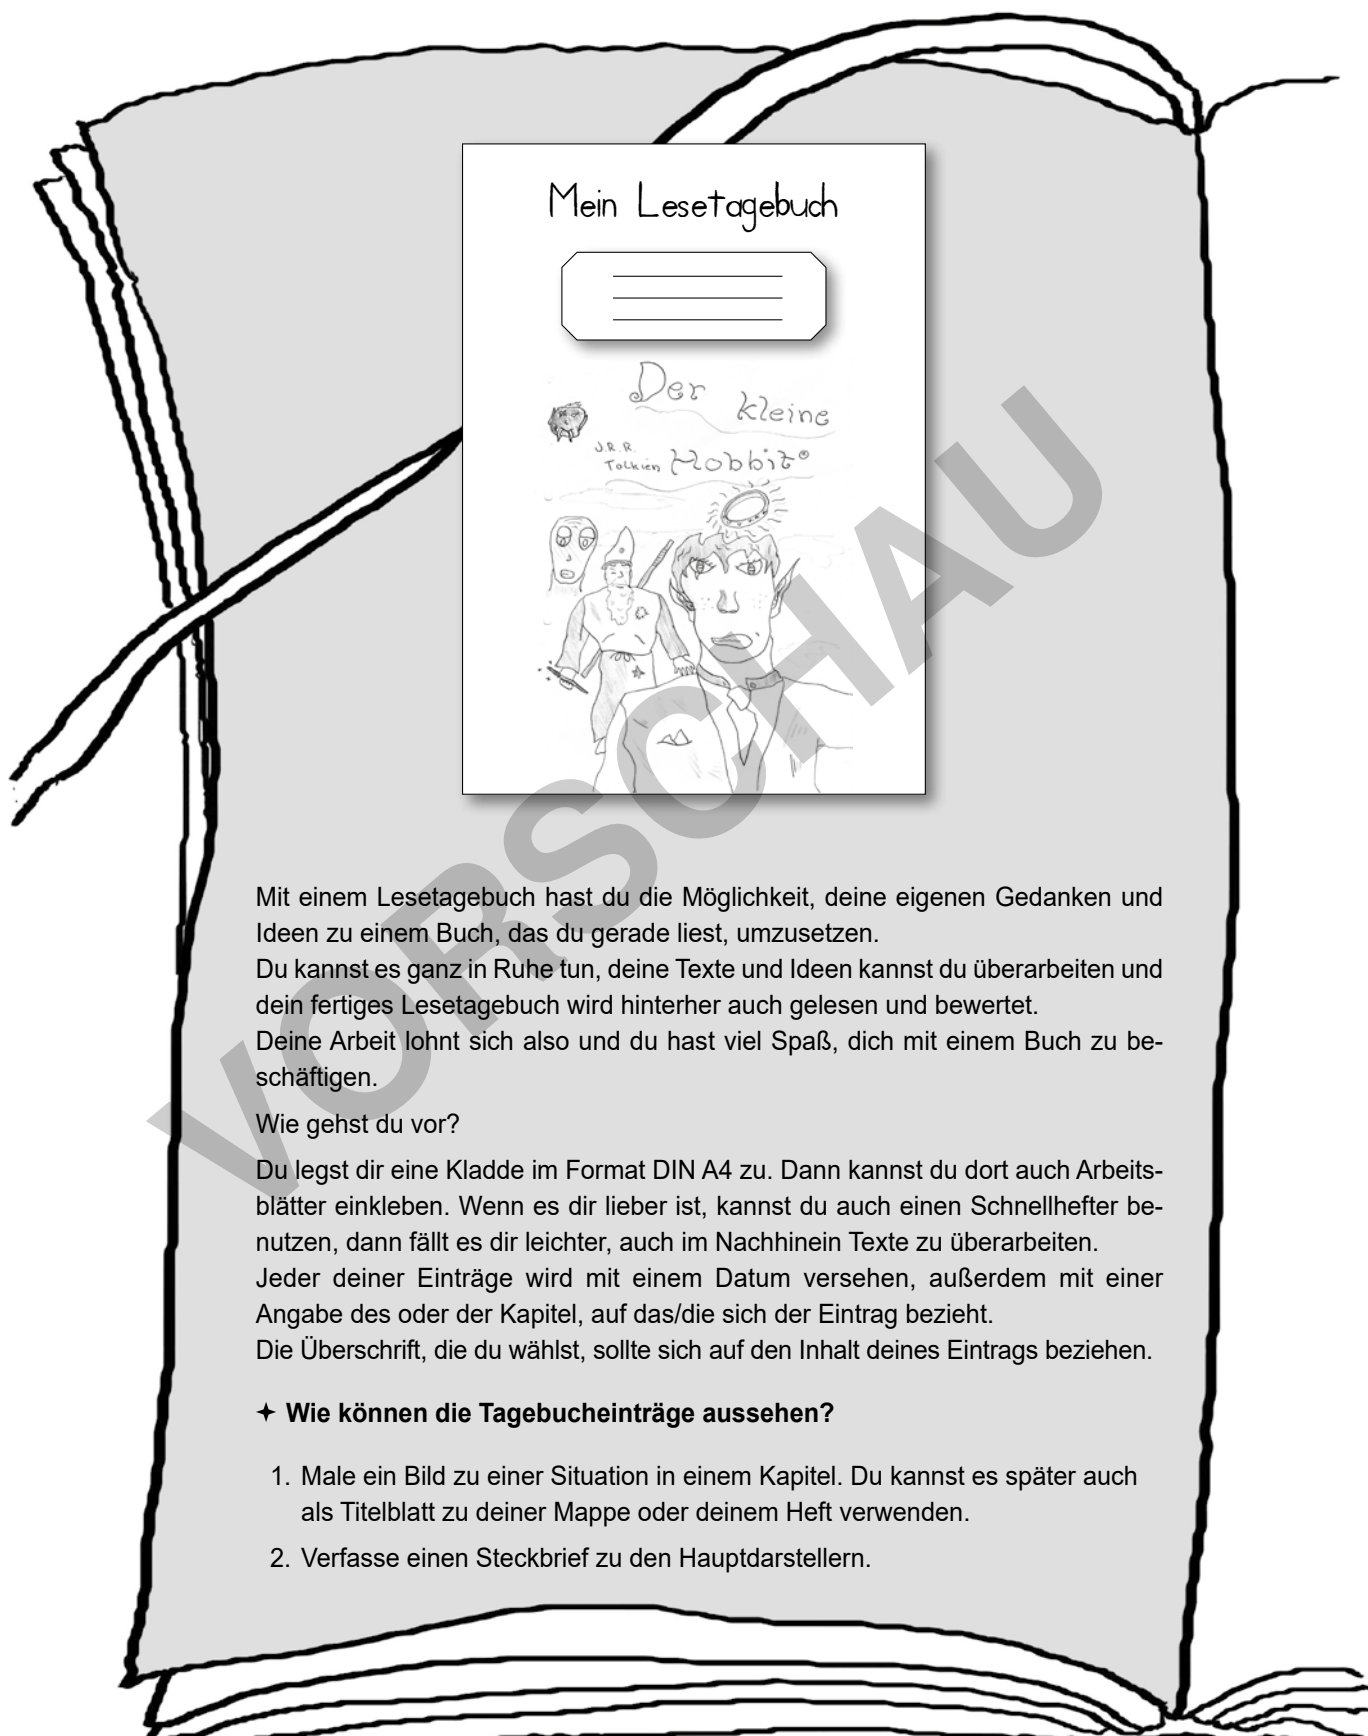 Mein Lesetagebuch
Der kleine
J.R.R.
Tolkien Hobbit®
VORSCHAU
Mit einem Lesetagebuch hast du die Möglichkeit, deine eigenen Gedanken und
Ideen zu einem Buch, das du gerade liest, umzusetzen.
Du kannst es ganz in Ruhe tun, deine Texte und Ideen kannst du überarbeiten und
dein fertiges Lesetagebuch wird hinterher auch gelesen und bewertet.
Deine Arbeit lohnt sich also und du hast viel Spaß, dich mit einem Buch zu be-
schäftigen.
Wie gehst du vor?
Du legst dir eine Kladde im Format DIN A4 zu. Dann kannst du dort auch Arbeits-
blätter einkleben. Wenn es dir lieber ist, kannst du auch einen Schnellhefter be-
nutzen, dann fällt es dir leichter, auch im Nachhinein Texte zu überarbeiten.
Jeder deiner Einträge wird mit einem Datum versehen, außerdem mit einer
Angabe des oder der Kapitel, auf das/die sich der Eintrag bezieht.
Die Überschrift, die du wählst, sollte sich auf den Inhalt deines Eintrags beziehen.
✦ Wie können die Tagebucheinträge aussehen?
1. Male ein Bild zu einer Situation in einem Kapitel. Du kannst es später auch
als Titelblatt zu deiner Mappe oder deinem Heft verwenden.
2. Verfasse einen Steckbrief zu den Hauptdarstellern.